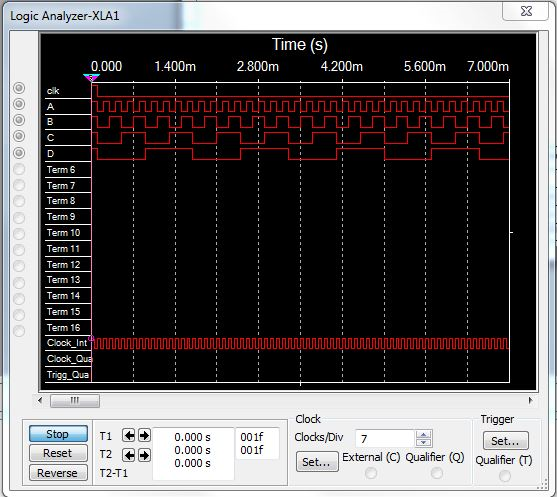 Logic Analyzer-XLA1
Time (s)
0.000 1.400m 2.800m 4.200m 5.600m 7.000m
clk
A
B
C
D
Term 6
Term 7
Term 8
Term 9
Term 10
Term 11
Term 12
Term 13
Term 14
Term 15
Term 16
Clock_Int
Clock_Qua
Trigg_Qua
Stop
Reset
Reverse
T1 0.000 s 001f
T2 0.000 s 001f
T2-T1 0.000 s
Clock
Clocks/Div 7
Set... External (C) Qualifier (Q)
Trigger
Set...
Qualifier (T)